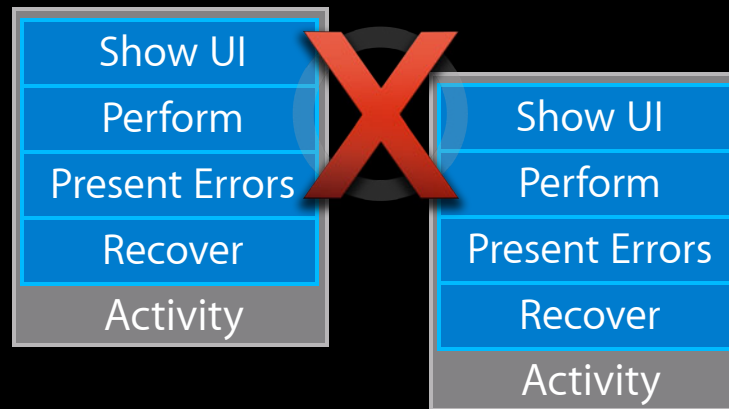 Show UI
Perform
Present Errors
Recover
Activity
Show UI
Perform
Present Errors
Recover
Activity